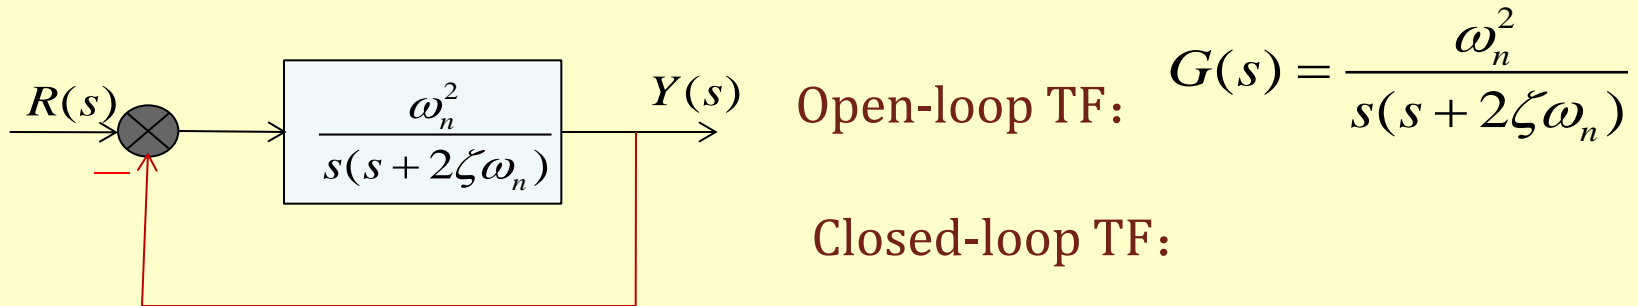 R(s)
—
ω_n^2 / s(s + 2ζω_n)
Y(s)
Open-loop TF：
G(s) = ω_n^2 / s(s + 2ζω_n)
Closed-loop TF：